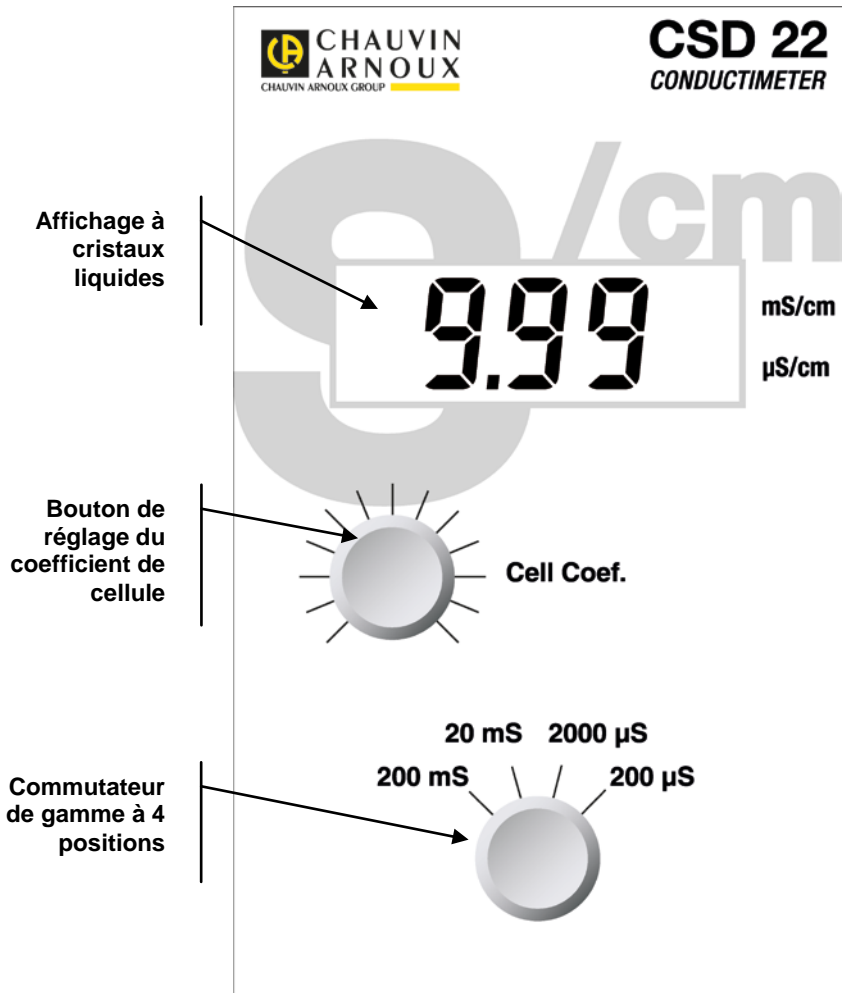 CHAUVIN
ARNOUX
CHAUVIN ARNOUX GROUP
CSD 22
CONDUCTIMETER
S/cm
Affichage à
cristaux
liquides
9.99
mS/cm
µS/cm
Bouton de
réglage du
coefficient de
cellule
Cell Coef.
Commutateur
de gamme à 4
positions
20 mS 2000 µS
200 mS 200 µS